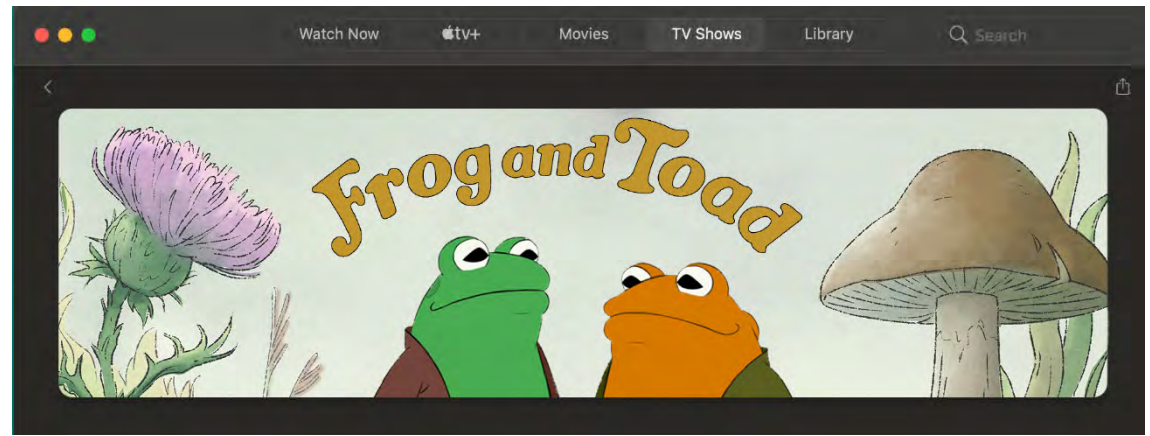 Watch Now
tv+
Movies
TV Shows
Library
Search
Frog and Toad